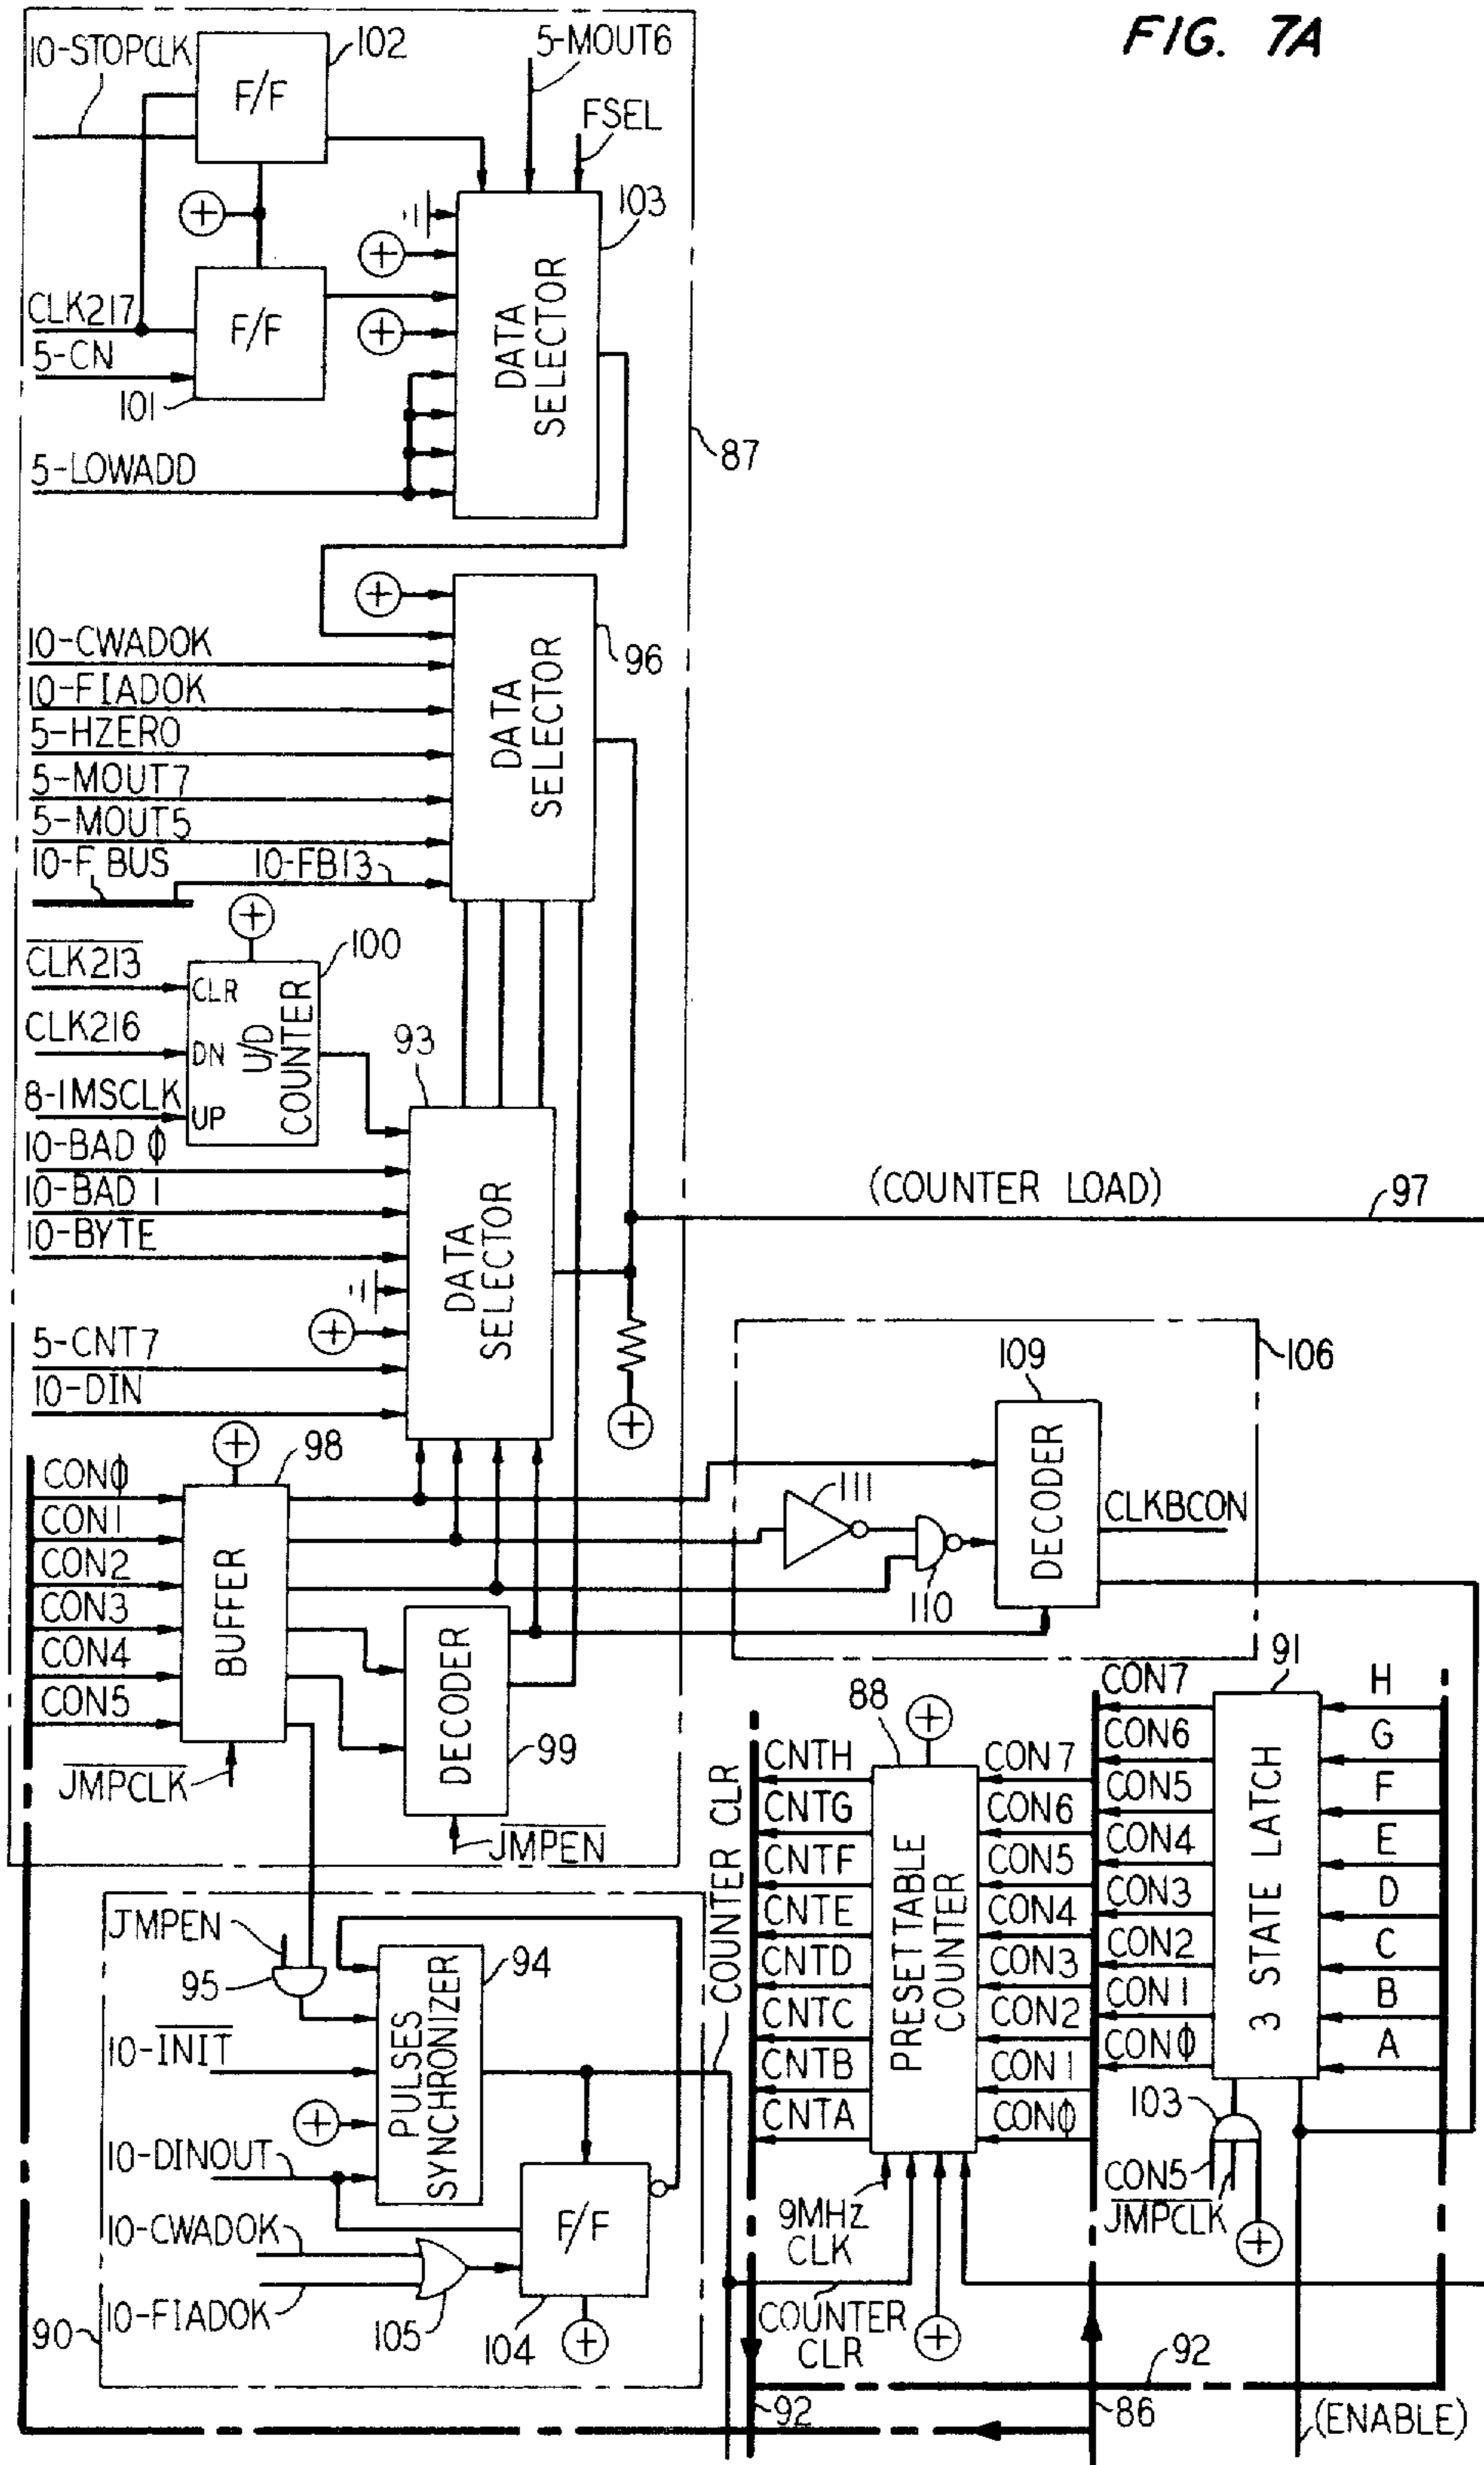 FIG. 7A
10-STOPCLK
F/F
102
5-MOUT6
FSEL
103
CLK217
5-CN
F/F
101
DATA SELECTOR
5-LOWADD
87
10-CWADOK
10-FIADOK
5-HZERO
5-MOUT7
5-MOUT5
10-F BUS
10-FB13
DATA SELECTOR
96
CLK213
CLK216
8-1MSCLK
CLR
DN
UP
U/D COUNTER
100
93
10-BAD ϕ
10-BAD 1
10-BYTE
5-CNT7
10-DIN
DATA SELECTOR
(COUNTER LOAD)
97
106
109
DECODER
CLKBCON
111
110
CONϕ
CON1
CON2
CON3
CON4
CON5
BUFFER
98
JMPCLK
DECODER
99
JMPEN
COUNTER CLR
88
CNTH
CNTG
CNTF
CNTE
CNTD
CNTC
CNTB
CNTA
PRESETTABLE COUNTER
CON7
CON6
CON5
CON4
CON3
CON2
CON1
CONϕ
CON7
CON6
CON5
CON4
CON3
CON2
CON1
CONϕ
91
3 STATE LATCH
H
G
F
E
D
C
B
A
103
CON5
JMPCLK
9MHz CLK
COUNTER CLR
JMPEN
95
10-INIT
10-DINOUT
10-CWADOK
10-FIADOK
PULSES SYNCHRONIZER
94
F/F
105
104
90
92
86
92
(ENABLE)